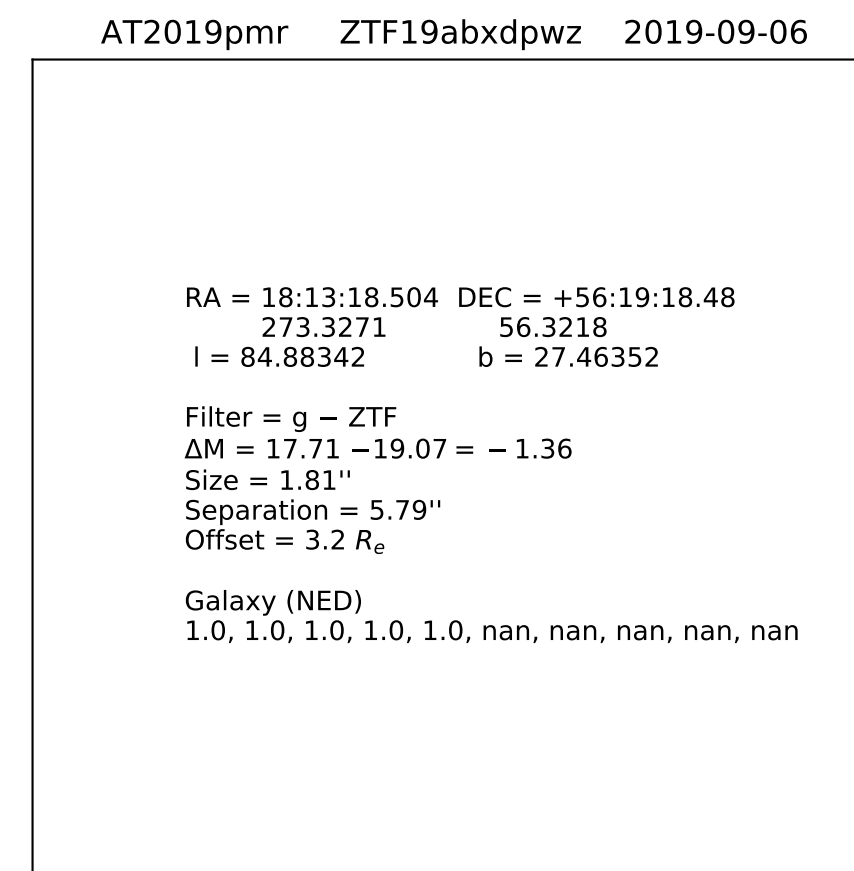 AT2019pmr ZTF19abxdpwz 2019-09-06
RA = 18:13:18.504 DEC = +56:19:18.48
273.3271 56.3218
l = 84.88342 b = 27.46352
Filter = g − ZTF
ΔM = 17.71 −19.07 = − 1.36
Size = 1.81''
Separation = 5.79''
Offset = 3.2 Re
Galaxy (NED)
1.0, 1.0, 1.0, 1.0, 1.0, nan, nan, nan, nan, nan